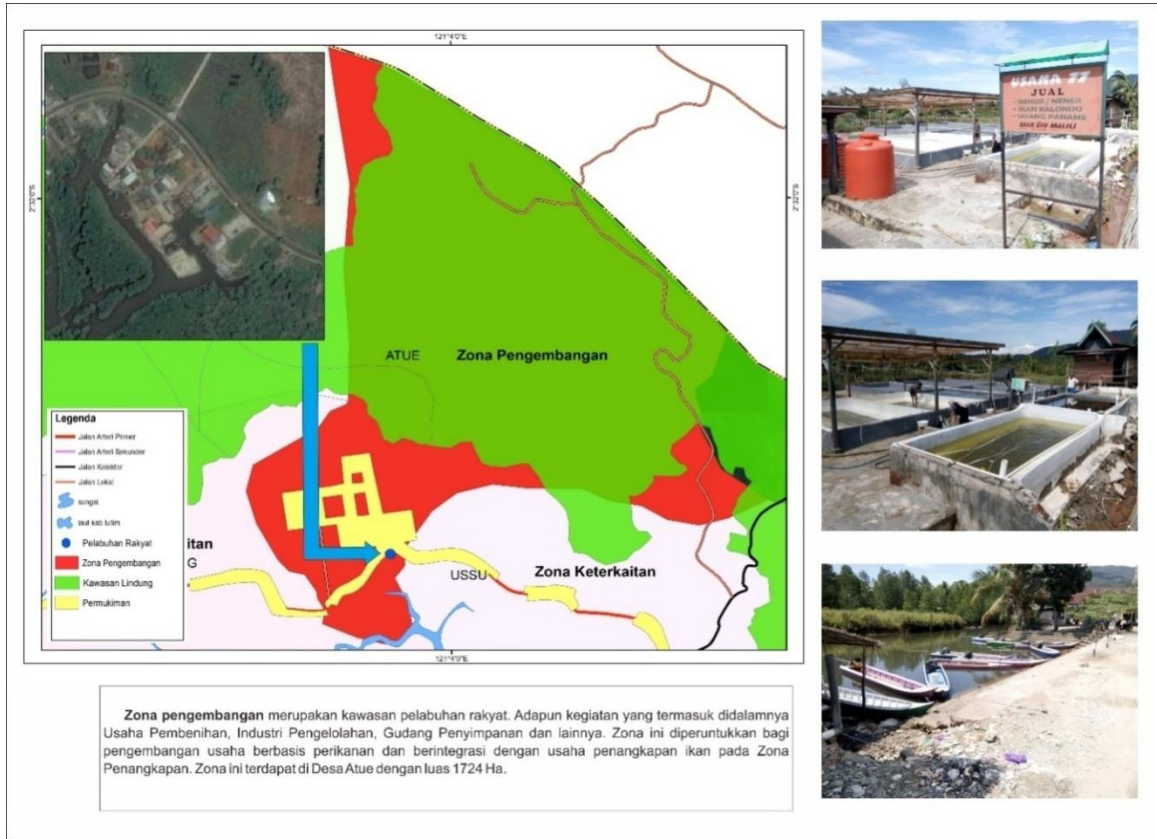 121°4'0"E
2°32'0"S
2°32'0"S
ATUE
Zona Pengembangan
Legenda
Jalan Arteri Primer
Jalan Arteri Sekunder
Jalan Kolektor
Jalan Lokal
sungai
laut kab lutim
Pelabuhan Rakyat
Zona Pengembangan
Kawasan Lindung
Permukiman
itan
G
USSU
Zona Keterkaitan
121°4'0"E
USAHA 77
JUAL
IKAN
UDANG PANAME
MALILI
Zona pengembangan merupakan kawasan pelabuhan rakyat. Adapun kegiatan yang termasuk didalamnya
Usaha Pembenihan, Industri Pengelolahan, Gudang Penyimpanan dan lainnya. Zona ini diperuntukkan bagi
pengembangan usaha berbasis perikanan dan berintegrasi dengan usaha penangkapan ikan pada Zona
Penangkapan. Zona ini terdapat di Desa Atue dengan luas 1724 Ha.